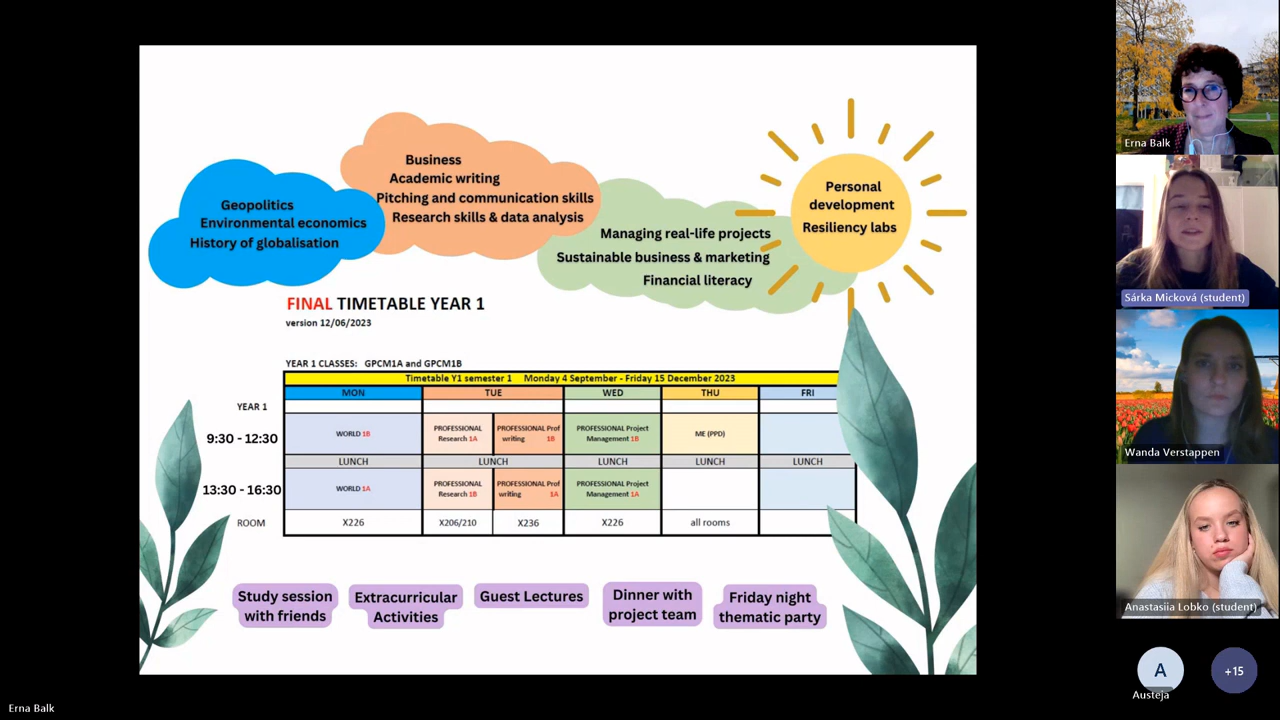 Business
Academic writing
Pitching and communication skills
Research skills & data analysis
Geopolitics
Environmental economics
History of globalisation
Managing real-life projects
Sustainable business & marketing
Financial literacy
Personal
development
Resiliency labs
FINAL TIMETABLE YEAR 1
version 12/06/2023
YEAR 1 CLASSES: GPCM1A and GPCM1B
Timetable Y1 semester 1 Monday 4 September - Friday 15 December 2023
MON TUE WED THU FRI
YEAR 1
9:30 - 12:30
WORLD 1B
PROFESSIONAL
Research 1A
PROFESSIONAL Prof
writing 1B
PROFESSIONAL Project
Management 1B
ME (PPD)
LUNCH LUNCH LUNCH LUNCH LUNCH
13:30 - 16:30
WORLD 1A
PROFESSIONAL
Research 1B
PROFESSIONAL Prof
writing 1A
PROFESSIONAL Project
Management 1A
ROOM X226 X206/210 X236 X226 all rooms
Study session
with friends
Extracurricular
Activities
Guest Lectures
Dinner with
project team
Friday night
thematic party
Erna Balk
Sárka Micková (student)
Wanda Verstappen
Anastasiia Lobko (student)
A
Austeja
+15
Erna Balk